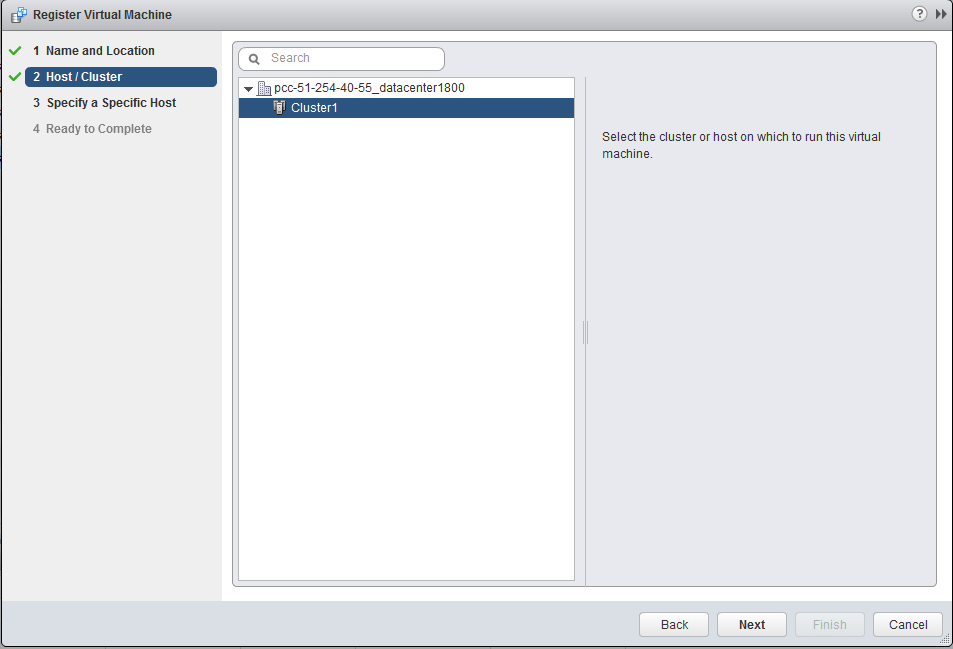 Register Virtual Machine
?
1 Name and Location
2 Host / Cluster
3 Specify a Specific Host
4 Ready to Complete
Search
pcc-51-254-40-55_datacenter1800
Cluster1
Select the cluster or host on which to run this virtual
machine.
Back Next Finish Cancel